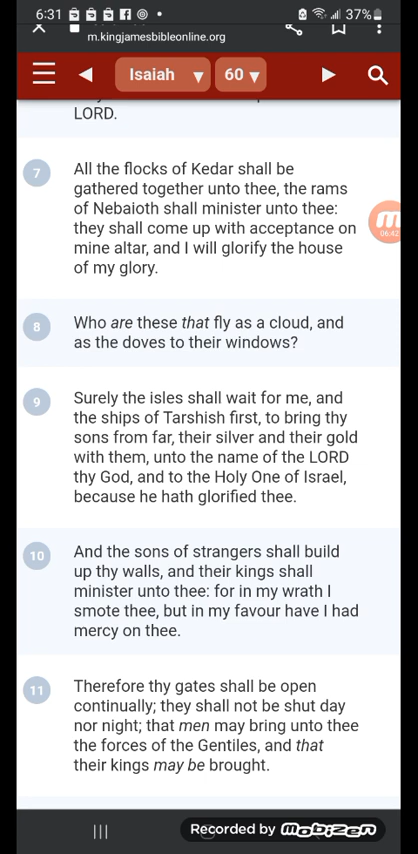 6:31
37%
m.kingjamesbibleonline.org
Isaiah
60
LORD.
7
All the flocks of Kedar shall be
gathered together unto thee, the rams
of Nebaioth shall minister unto thee:
they shall come up with acceptance on
mine altar, and I will glorify the house
of my glory.
06:42
8
Who are these that fly as a cloud, and
as the doves to their windows?
9
Surely the isles shall wait for me, and
the ships of Tarshish first, to bring thy
sons from far, their silver and their gold
with them, unto the name of the LORD
thy God, and to the Holy One of Israel,
because he hath glorified thee.
10
And the sons of strangers shall build
up thy walls, and their kings shall
minister unto thee: for in my wrath I
smote thee, but in my favour have I had
mercy on thee.
11
Therefore thy gates shall be open
continually; they shall not be shut day
nor night; that men may bring unto thee
the forces of the Gentiles, and that
their kings may be brought.
Recorded by mobizen